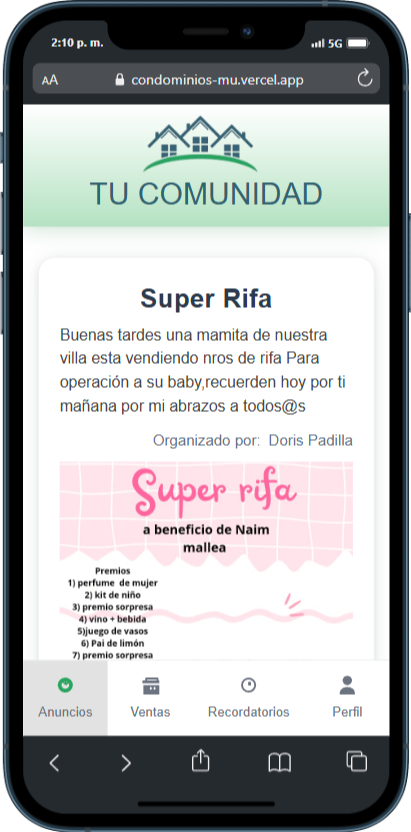 2:10 p. m.
5G
AA
condominios-mu.vercel.app
TU COMUNIDAD
Super Rifa
Buenas tardes una mamita de nuestra
villa esta vendiendo nros de rifa Para
operación a su baby,recuerden hoy por ti
mañana por mi abrazos a todos@s
Organizado por:  Doris Padilla
Super rifa
a beneficio de Naim
mallea
Premios
1) perfume  de mujer
2) kit de niño
3) premio sorpresa
4) vino + bebida
5)juego de vasos
6) Pai de limón
7) premio sorpresa
Anuncios
Ventas
Recordatorios
Perfil